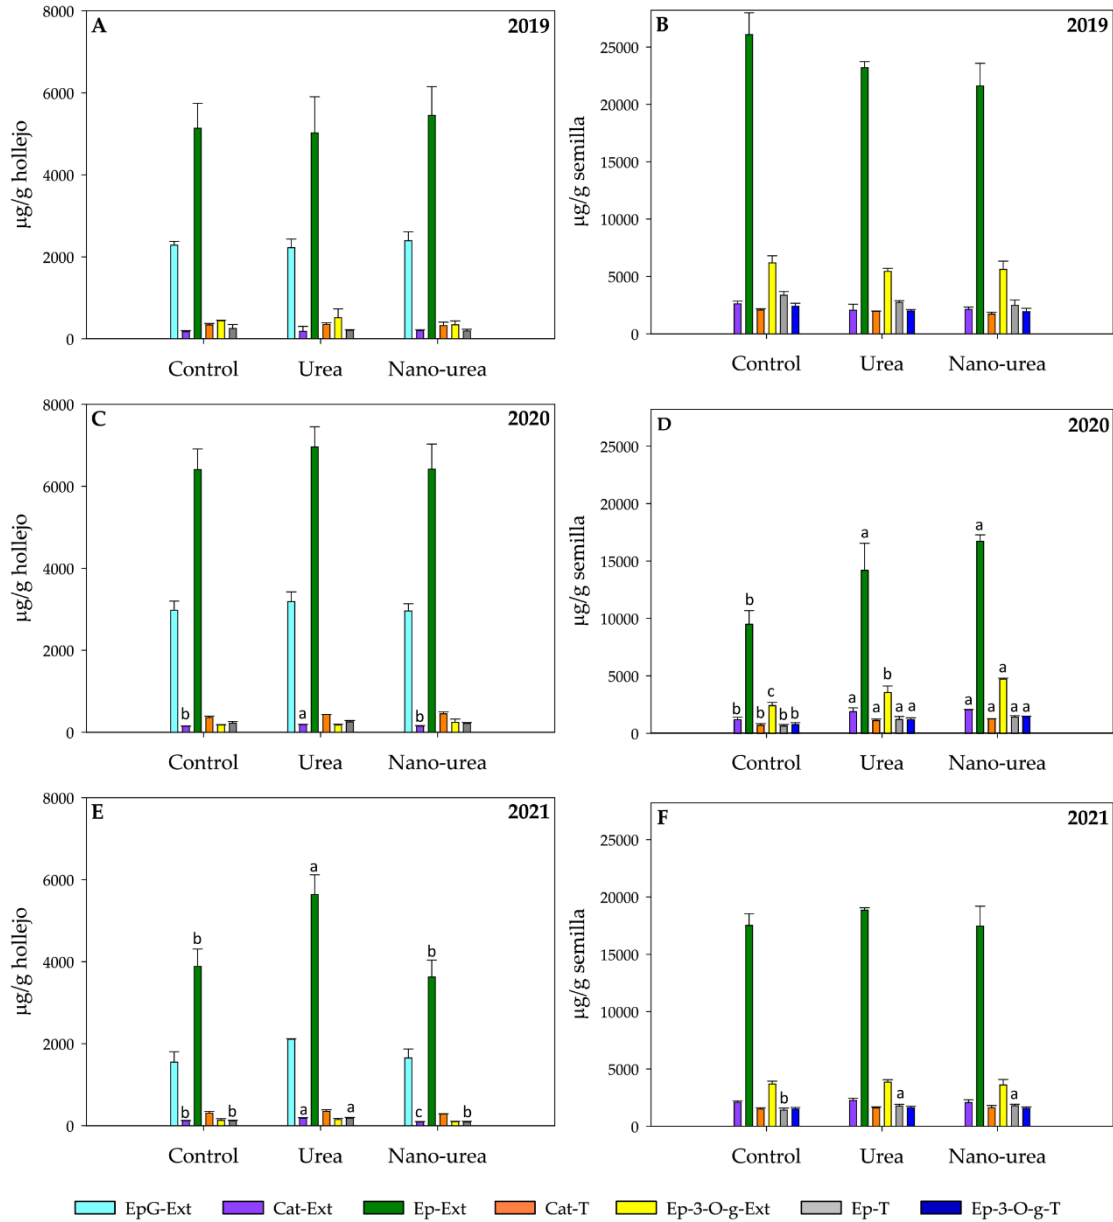 A 2019
8000
6000
4000
2000
0
µg/g hollejo
Control Urea Nano-urea
B 2019
25000
20000
15000
10000
5000
0
µg/g semilla
Control Urea Nano-urea
C 2020
8000
6000
4000
2000
0
µg/g hollejo
b a b
Control Urea Nano-urea
D 2020
25000
20000
15000
10000
5000
0
µg/g semilla
b b c b b
a a b a a
a a a a a
Control Urea Nano-urea
E 2021
8000
6000
4000
2000
0
µg/g hollejo
b b b
a a a
c b b
Control Urea Nano-urea
F 2021
25000
20000
15000
10000
5000
0
µg/g semilla
b a a
Control Urea Nano-urea
EpG-Ext Cat-Ext Ep-Ext Cat-T Ep-3-O-g-Ext Ep-T Ep-3-O-g-T